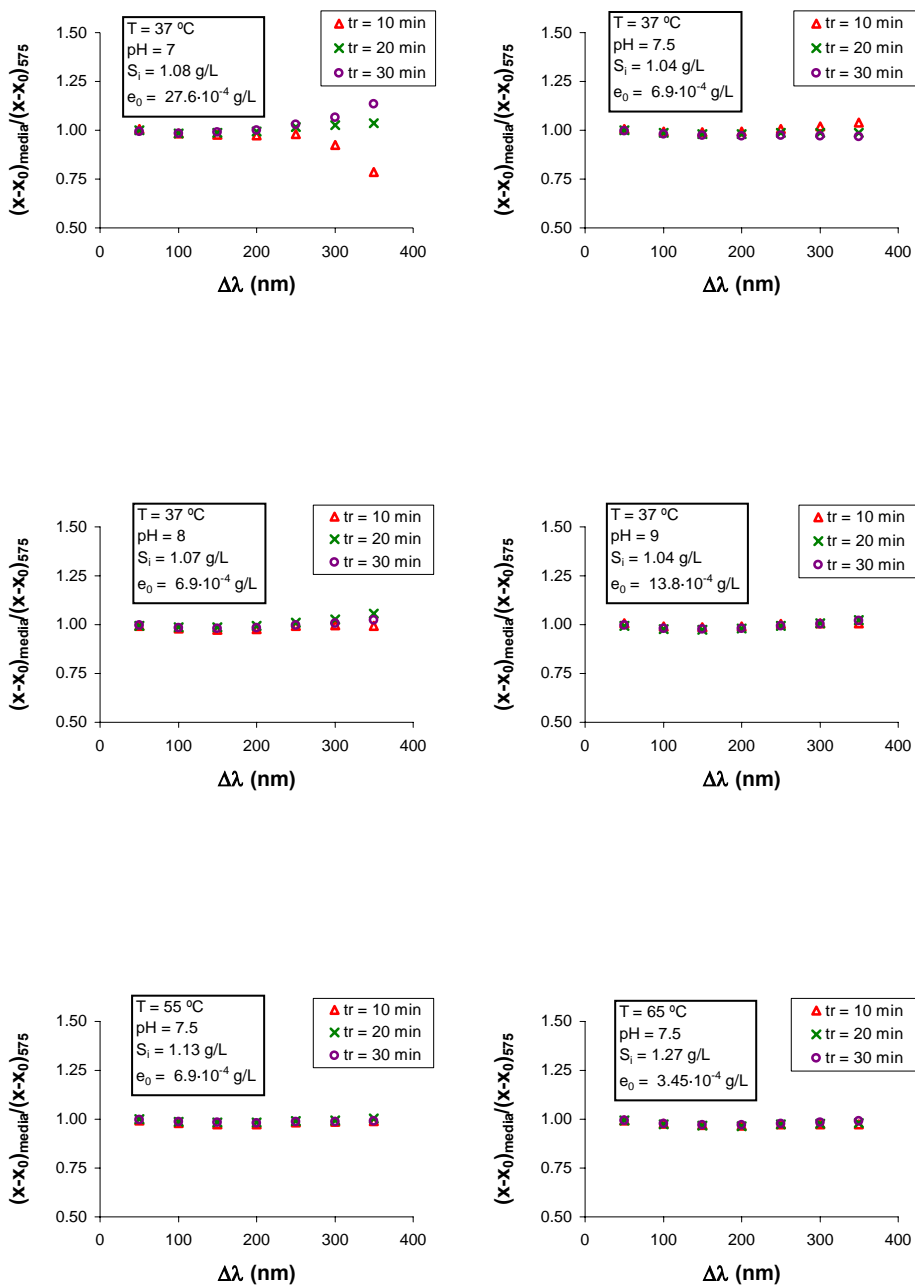 T = 37 ºC
pH = 7
Si = 1.08 g/L
e0 = 27.6·10-4 g/L
tr = 10 min
tr = 20 min
tr = 30 min
(x-x0)media/(x-x0)575
1.50
1.25
1.00
0.75
0.50
0 100 200 300 400
Δλ (nm)
T = 37 ºC
pH = 7.5
Si = 1.04 g/L
e0 = 6.9·10-4 g/L
tr = 10 min
tr = 20 min
tr = 30 min
(x-x0)media/(x-x0)575
1.50
1.25
1.00
0.75
0.50
0 100 200 300 400
Δλ (nm)
T = 37 ºC
pH = 8
Si = 1.07 g/L
e0 = 6.9·10-4 g/L
tr = 10 min
tr = 20 min
tr = 30 min
(x-x0)media/(x-x0)575
1.50
1.25
1.00
0.75
0.50
0 100 200 300 400
Δλ (nm)
T = 37 ºC
pH = 9
Si = 1.04 g/L
e0 = 13.8·10-4 g/L
tr = 10 min
tr = 20 min
tr = 30 min
(x-x0)media/(x-x0)575
1.50
1.25
1.00
0.75
0.50
0 100 200 300 400
Δλ (nm)
T = 55 ºC
pH = 7.5
Si = 1.13 g/L
e0 = 6.9·10-4 g/L
tr = 10 min
tr = 20 min
tr = 30 min
(x-x0)media/(x-x0)575
1.50
1.25
1.00
0.75
0.50
0 100 200 300 400
Δλ (nm)
T = 65 ºC
pH = 7.5
Si = 1.27 g/L
e0 = 3.45·10-4 g/L
tr = 10 min
tr = 20 min
tr = 30 min
(x-x0)media/(x-x0)575
1.50
1.25
1.00
0.75
0.50
0 100 200 300 400
Δλ (nm)